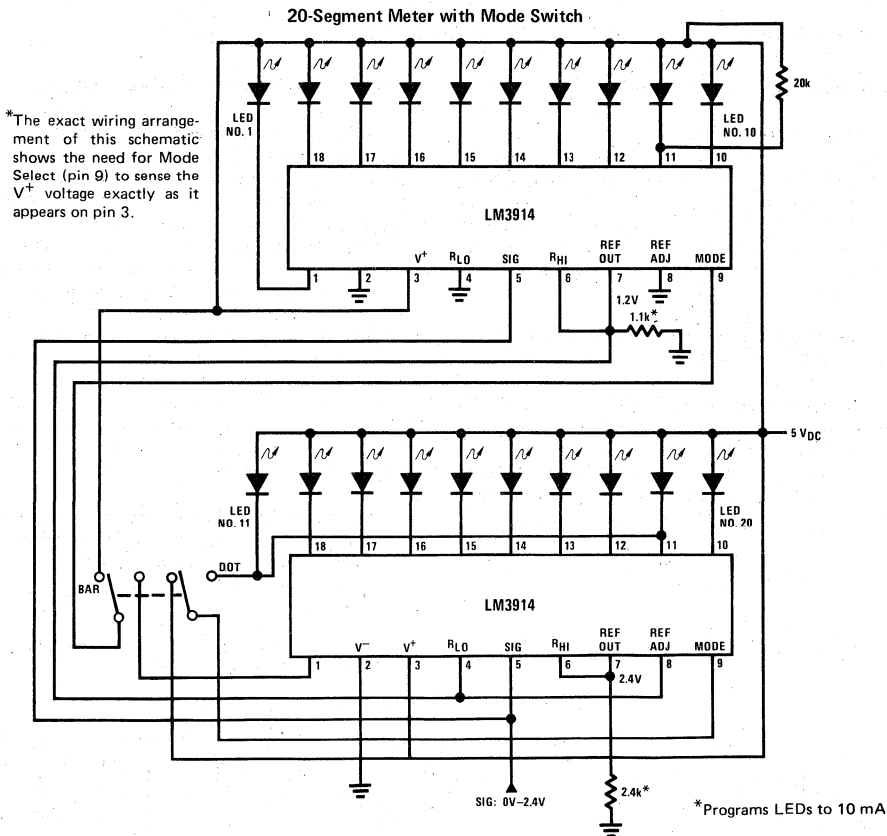 20-Segment Meter with Mode Switch
20k
LED
NO. 1
LED
NO. 10
*The exact wiring arrange-
ment of this schematic
shows the need for Mode
Select (pin 9) to sense the
V+ voltage exactly as it
appears on pin 3.
18 17 16 15 14 13 12 11 10
LM3914
V+ RLO SIG RHI REF OUT REF ADJ MODE
1 2 3 4 5 6 7 8 9
1.2V
1.1k*
5 VDC
LED
NO. 11
LED
NO. 20
18 17 16 15 14 13 12 11 10
BAR
DOT
LM3914
V− V+ RLO SIG RHI REF OUT REF ADJ MODE
1 2 3 4 5 6 7 8 9
2.4V
SIG: 0V–2.4V
2.4k*
*Programs LEDs to 10 mA